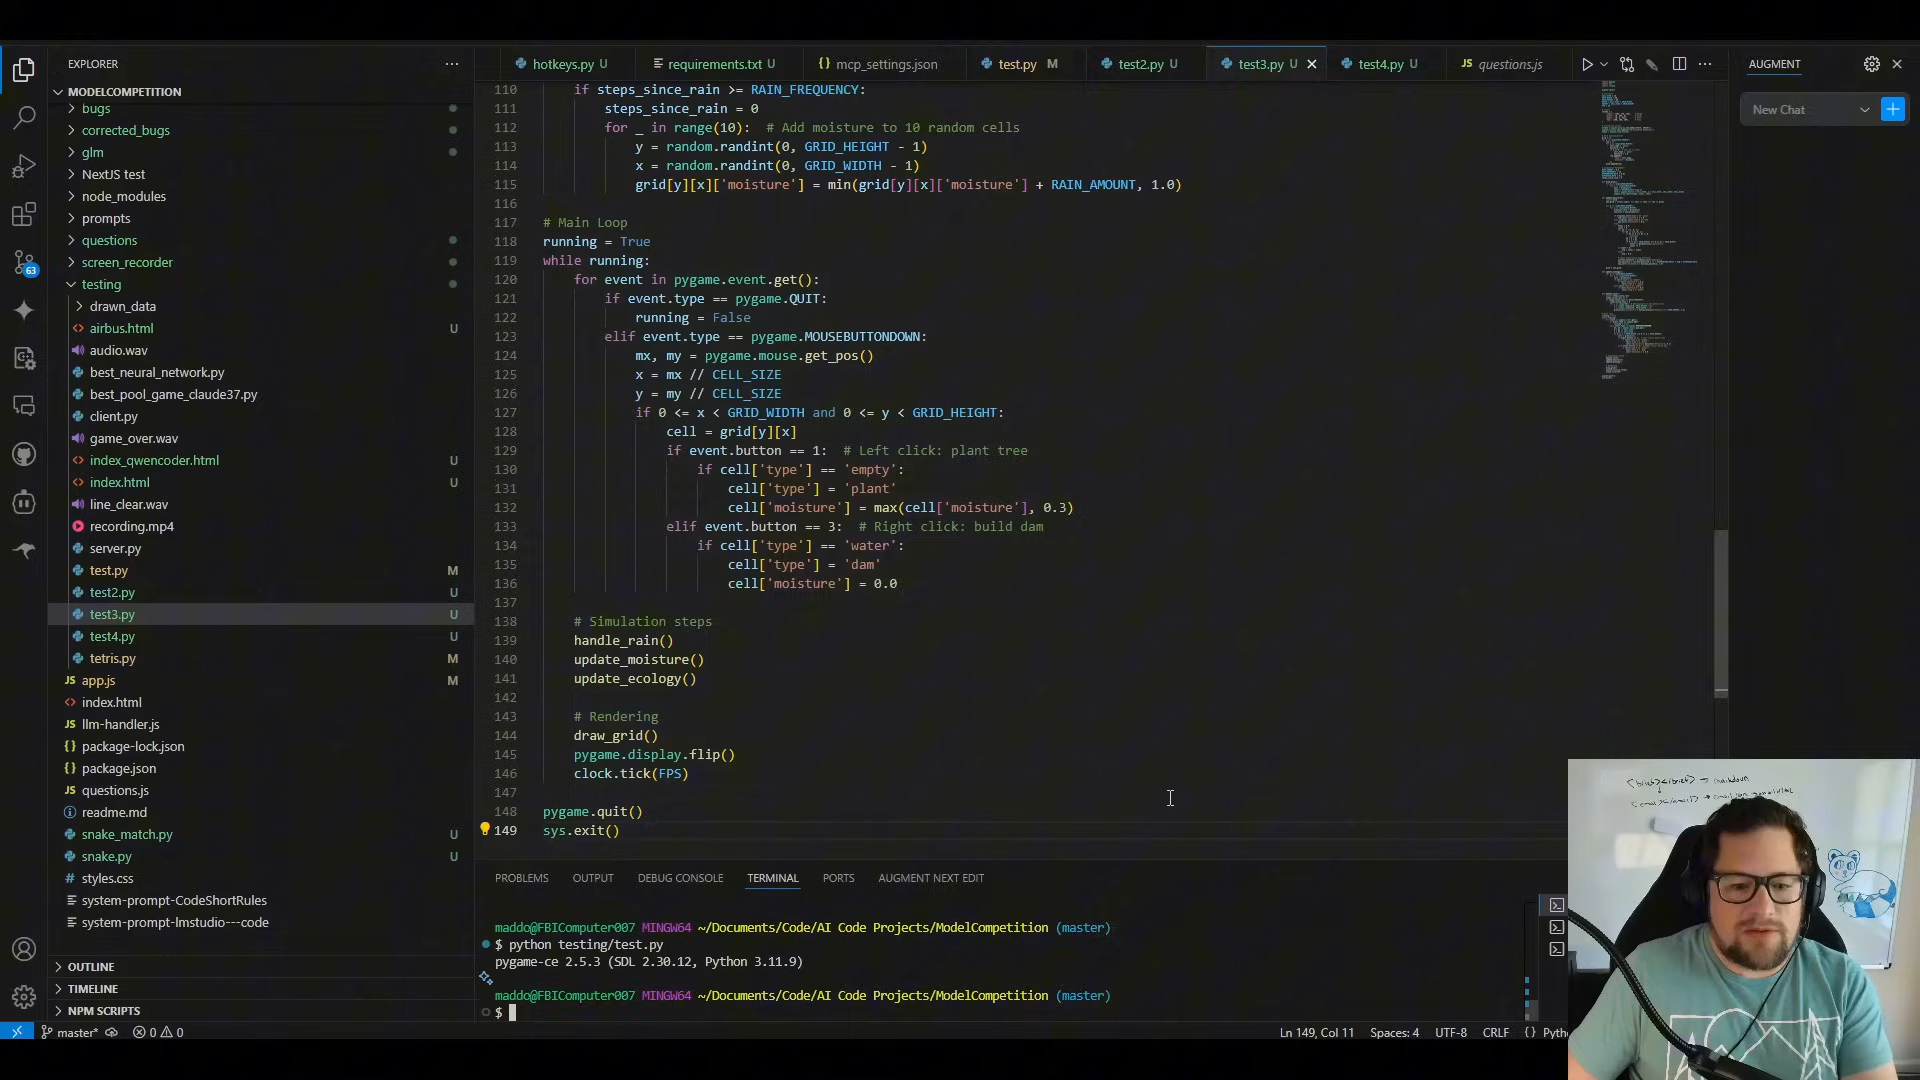 EXPLORER
MODELCOMPETITION
bugs
corrected_bugs
glm
NextJS test
node_modules
prompts
questions
screen_recorder
testing
drawn_data
airbus.html U
audio.wav
best_neural_network.py
best_pool_game_claude37.py
client.py
game_over.wav
index_qwencoder.html U
index.html U
line_clear.wav
recording.mp4
server.py
test.py M
test2.py U
test3.py U
test4.py U
tetris.py M
JS app.js M
index.html
JS llm-handler.js
package-lock.json
package.json
JS questions.js
readme.md
snake_match.py U
snake.py U
# styles.css
system-prompt-CodeShortRules
system-prompt-lmstudio---code
OUTLINE
TIMELINE
NPM SCRIPTS
63
hotkeys.py U
requirements.txt U
{} mcp_settings.json
test.py M
test2.py U
test3.py U
test4.py U
JS questions.js
110 if steps_since_rain >= RAIN_FREQUENCY:
111 steps_since_rain = 0
112 for _ in range(10):  # Add moisture to 10 random cells
113 y = random.randint(0, GRID_HEIGHT - 1)
114 x = random.randint(0, GRID_WIDTH - 1)
115 grid[y][x]['moisture'] = min(grid[y][x]['moisture'] + RAIN_AMOUNT, 1.0)
116
117 # Main Loop
118 running = True
119 while running:
120 for event in pygame.event.get():
121 if event.type == pygame.QUIT:
122 running = False
123 elif event.type == pygame.MOUSEBUTTONDOWN:
124 mx, my = pygame.mouse.get_pos()
125 x = mx // CELL_SIZE
126 y = my // CELL_SIZE
127 if 0 <= x < GRID_WIDTH and 0 <= y < GRID_HEIGHT:
128 cell = grid[y][x]
129 if event.button == 1:  # Left click: plant tree
130 if cell['type'] == 'empty':
131 cell['type'] = 'plant'
132 cell['moisture'] = max(cell['moisture'], 0.3)
133 elif event.button == 3:  # Right click: build dam
134 if cell['type'] == 'water':
135 cell['type'] = 'dam'
136 cell['moisture'] = 0.0
137
138 # Simulation steps
139 handle_rain()
140 update_moisture()
141 update_ecology()
142
143 # Rendering
144 draw_grid()
145 pygame.display.flip()
146 clock.tick(FPS)
147
148 pygame.quit()
149 sys.exit()
AUGMENT
New Chat
PROBLEMS OUTPUT DEBUG CONSOLE TERMINAL PORTS AUGMENT NEXT EDIT
maddo@FBIComputer007 MINGW64 ~/Documents/Code/AI Code Projects/ModelCompetition (master)
$ python testing/test.py
pygame-ce 2.5.3 (SDL 2.30.12, Python 3.11.9)
maddo@FBIComputer007 MINGW64 ~/Documents/Code/AI Code Projects/ModelCompetition (master)
$
master* 0 0
Ln 149, Col 11 Spaces: 4 UTF-8 CRLF {} Pytho